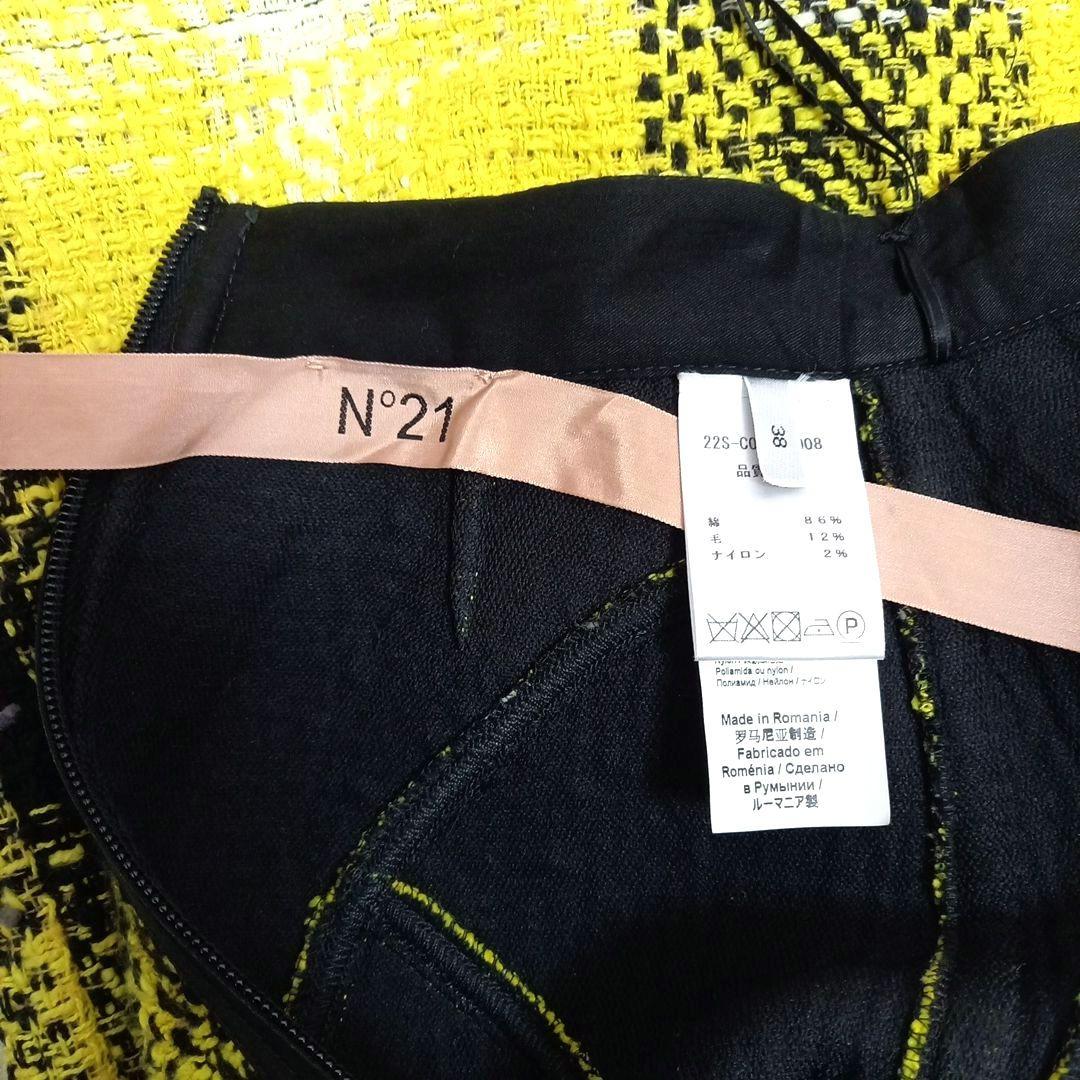 N°21
38
22S-CO 008
品質
綿 86%
毛 12%
ナイロン 2%
P
Poliamida ou nylon /
Полиамид / Нейлон / ナイロン
Made in Romania /
罗马尼亚制造 /
Fabricado em
Roménia / Сделано
в Румынии /
ルーマニア製